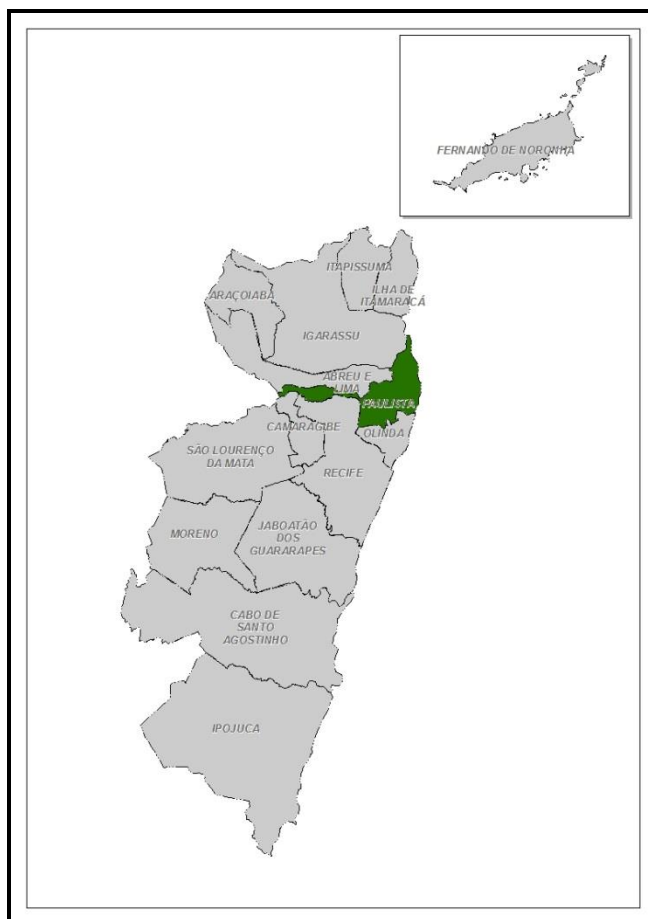 FERNANDO DE NORONHA
ITAPISSUMA
ILHA DE
ITAMARACÁ
ARAÇOIABA
IGARASSU
ABREU E
LIMA
PAULISTA
CAMARAGIBE
OLINDA
SÃO LOURENÇO
DA MATA
RECIFE
MORENO
JABOATÃO
DOS
GUARARAPES
CABO DE
SANTO
AGOSTINHO
IPOJUCA